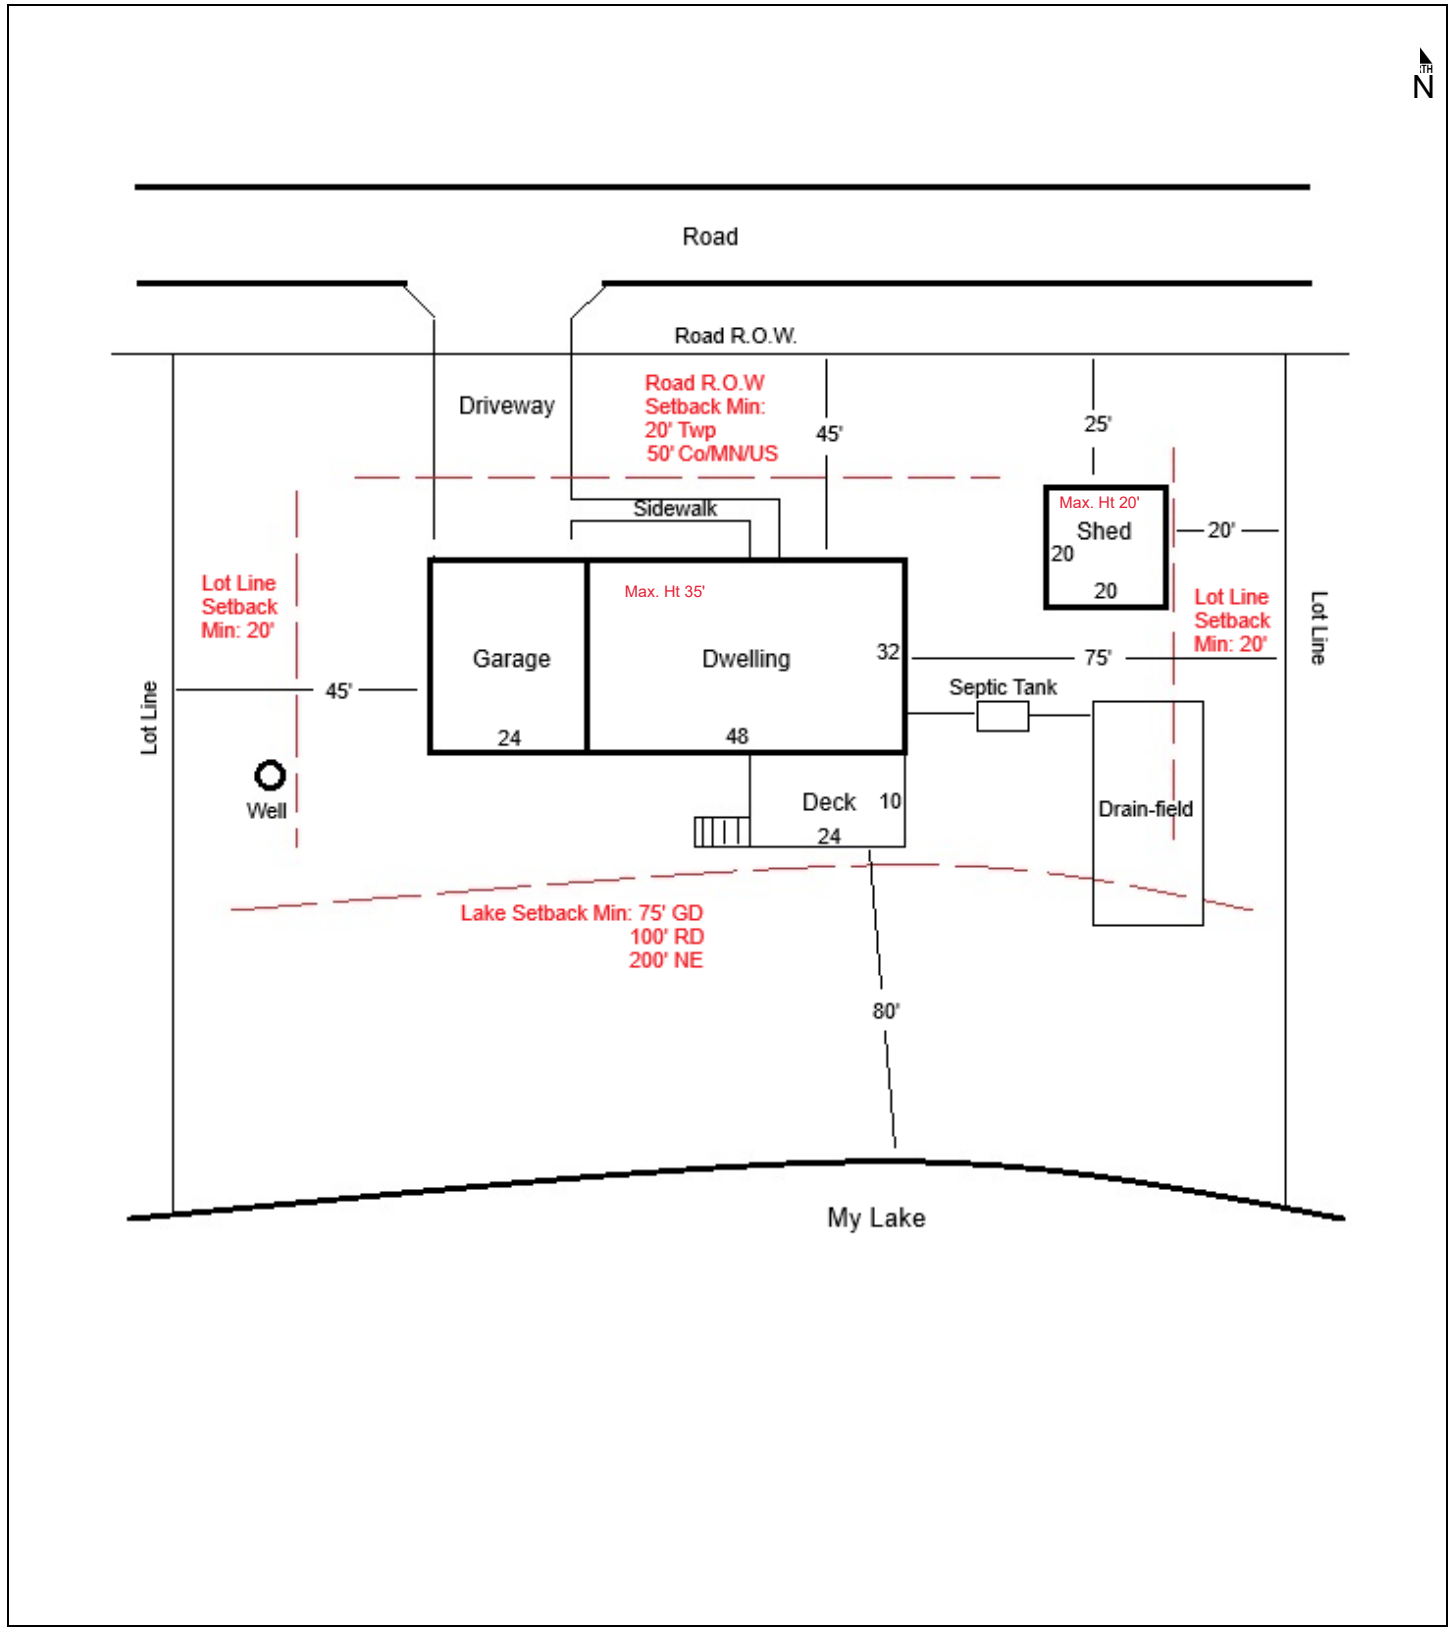 TH
N
Road
Road R.O.W.
Road R.O.W
Setback Min:
20' Twp
50' Co/MN/US
Driveway
45'
25'
Sidewalk
Max. Ht 20'
Shed
20
20
20'
Lot Line
Setback
Min: 20'
Max. Ht 35'
Lot Line
Setback
Min: 20'
Lot Line
Garage
Dwelling
32
75'
Septic Tank
45'
Lot Line
24
48
Well
Deck
10
24
Drain-field
Lake Setback Min: 75' GD
100' RD
200' NE
80'
My Lake